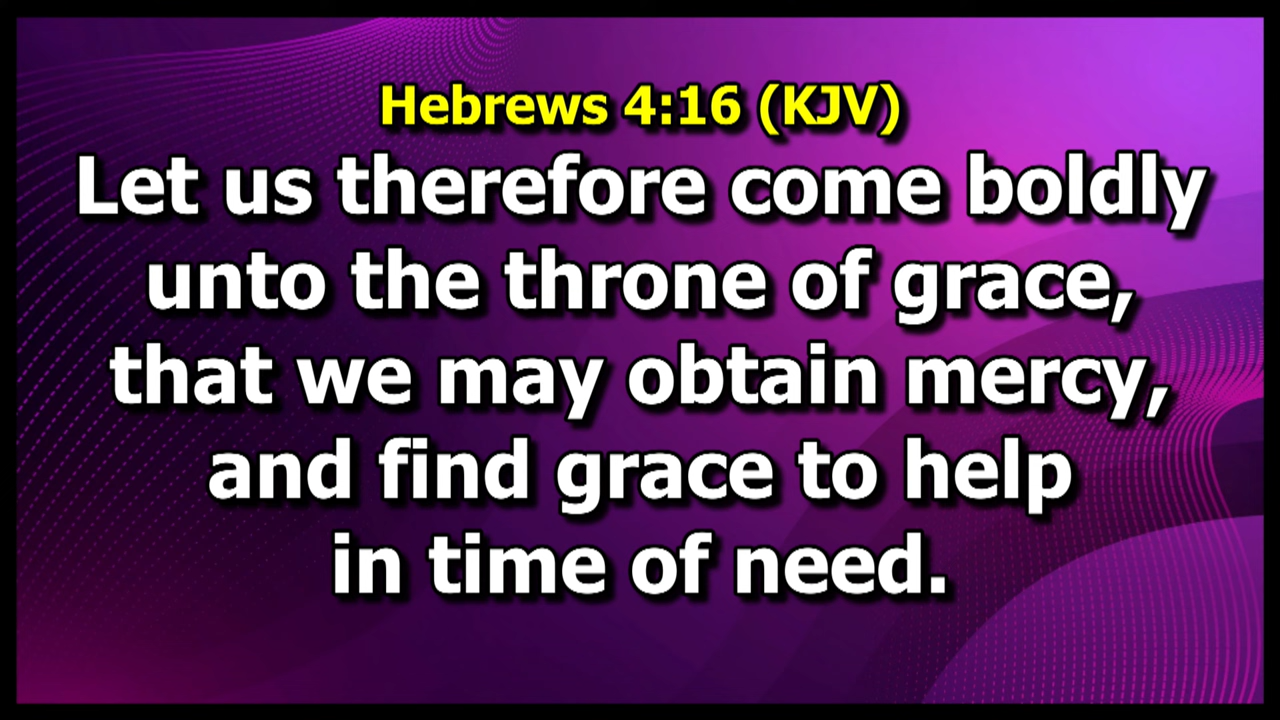 Hebrews 4:16 (KJV)
Let us therefore come boldly
unto the throne of grace,
that we may obtain mercy,
and find grace to help
in time of need.